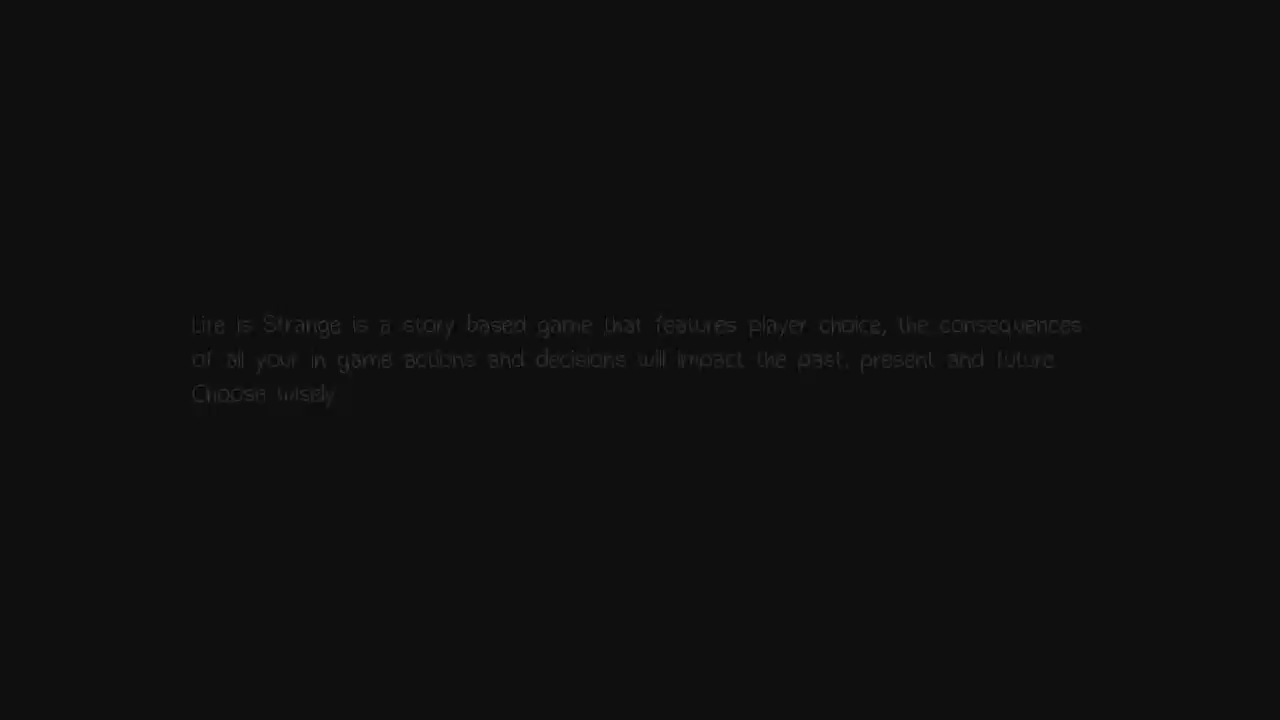 Life is Strange is a story based game that features player choice, the consequences
of all your in game actions and decisions will impact the past, present and future.
Choose wisely.